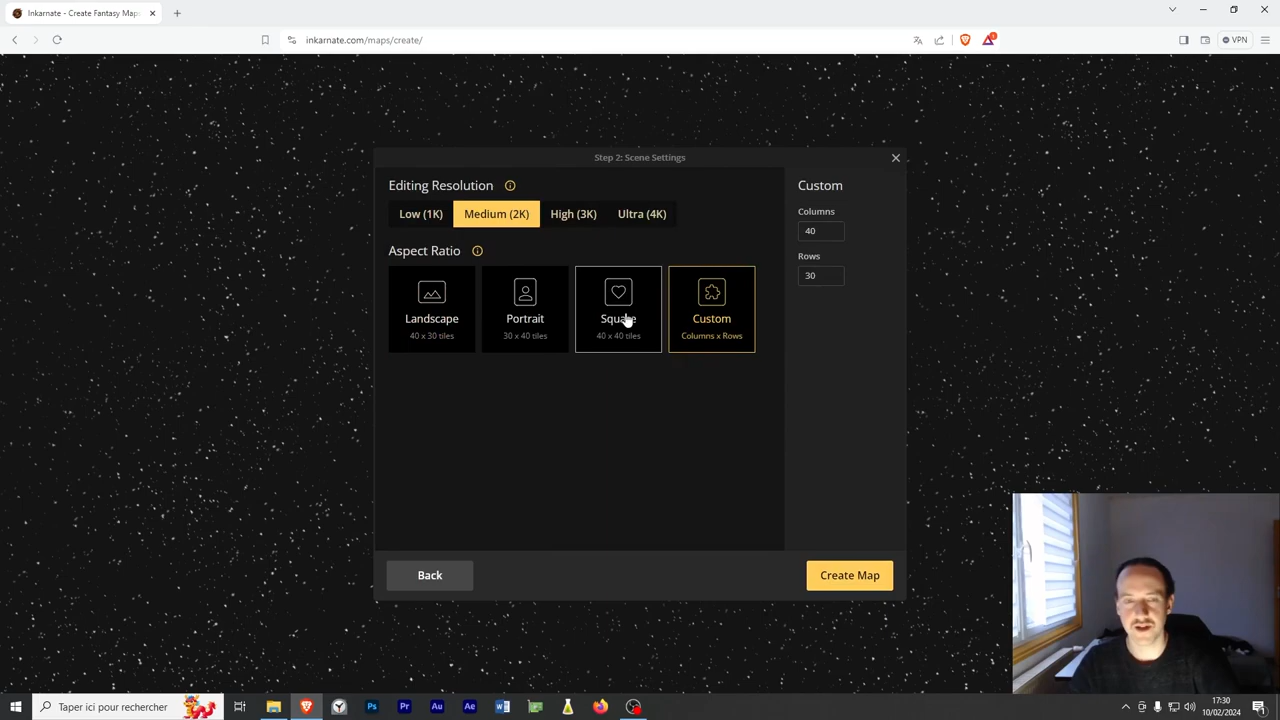 Inkarnate - Create Fantasy Maps
inkarnate.com/maps/create/
VPN
Step 2: Scene Settings
Editing Resolution
Low (1K)
Medium (2K)
High (3K)
Ultra (4K)
Aspect Ratio
Landscape
40 x 30 tiles
Portrait
30 x 40 tiles
Square
40 x 40 tiles
Custom
Columns x Rows
Custom
Columns
40
Rows
30
Back
Create Map
Taper ici pour rechercher
17:30
10/02/2024